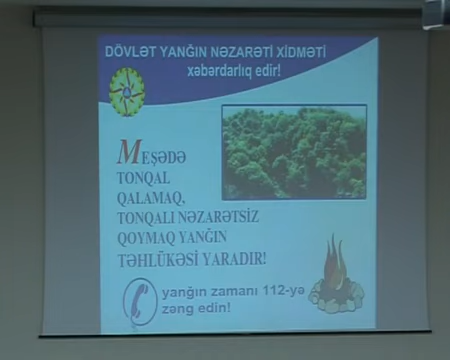 DÖVLƏT YANĞIN NƏZARƏTİ XİDMƏTİ
xəbərdarlıq edir!
MEŞƏDƏ
TONQAL
QALAMAQ,
TONQALI NƏZARƏTSİZ
QOYMAQ YANĞIN
TƏHLÜKƏSİ YARADIR!
yanğın zamanı 112-yə
zəng edin!